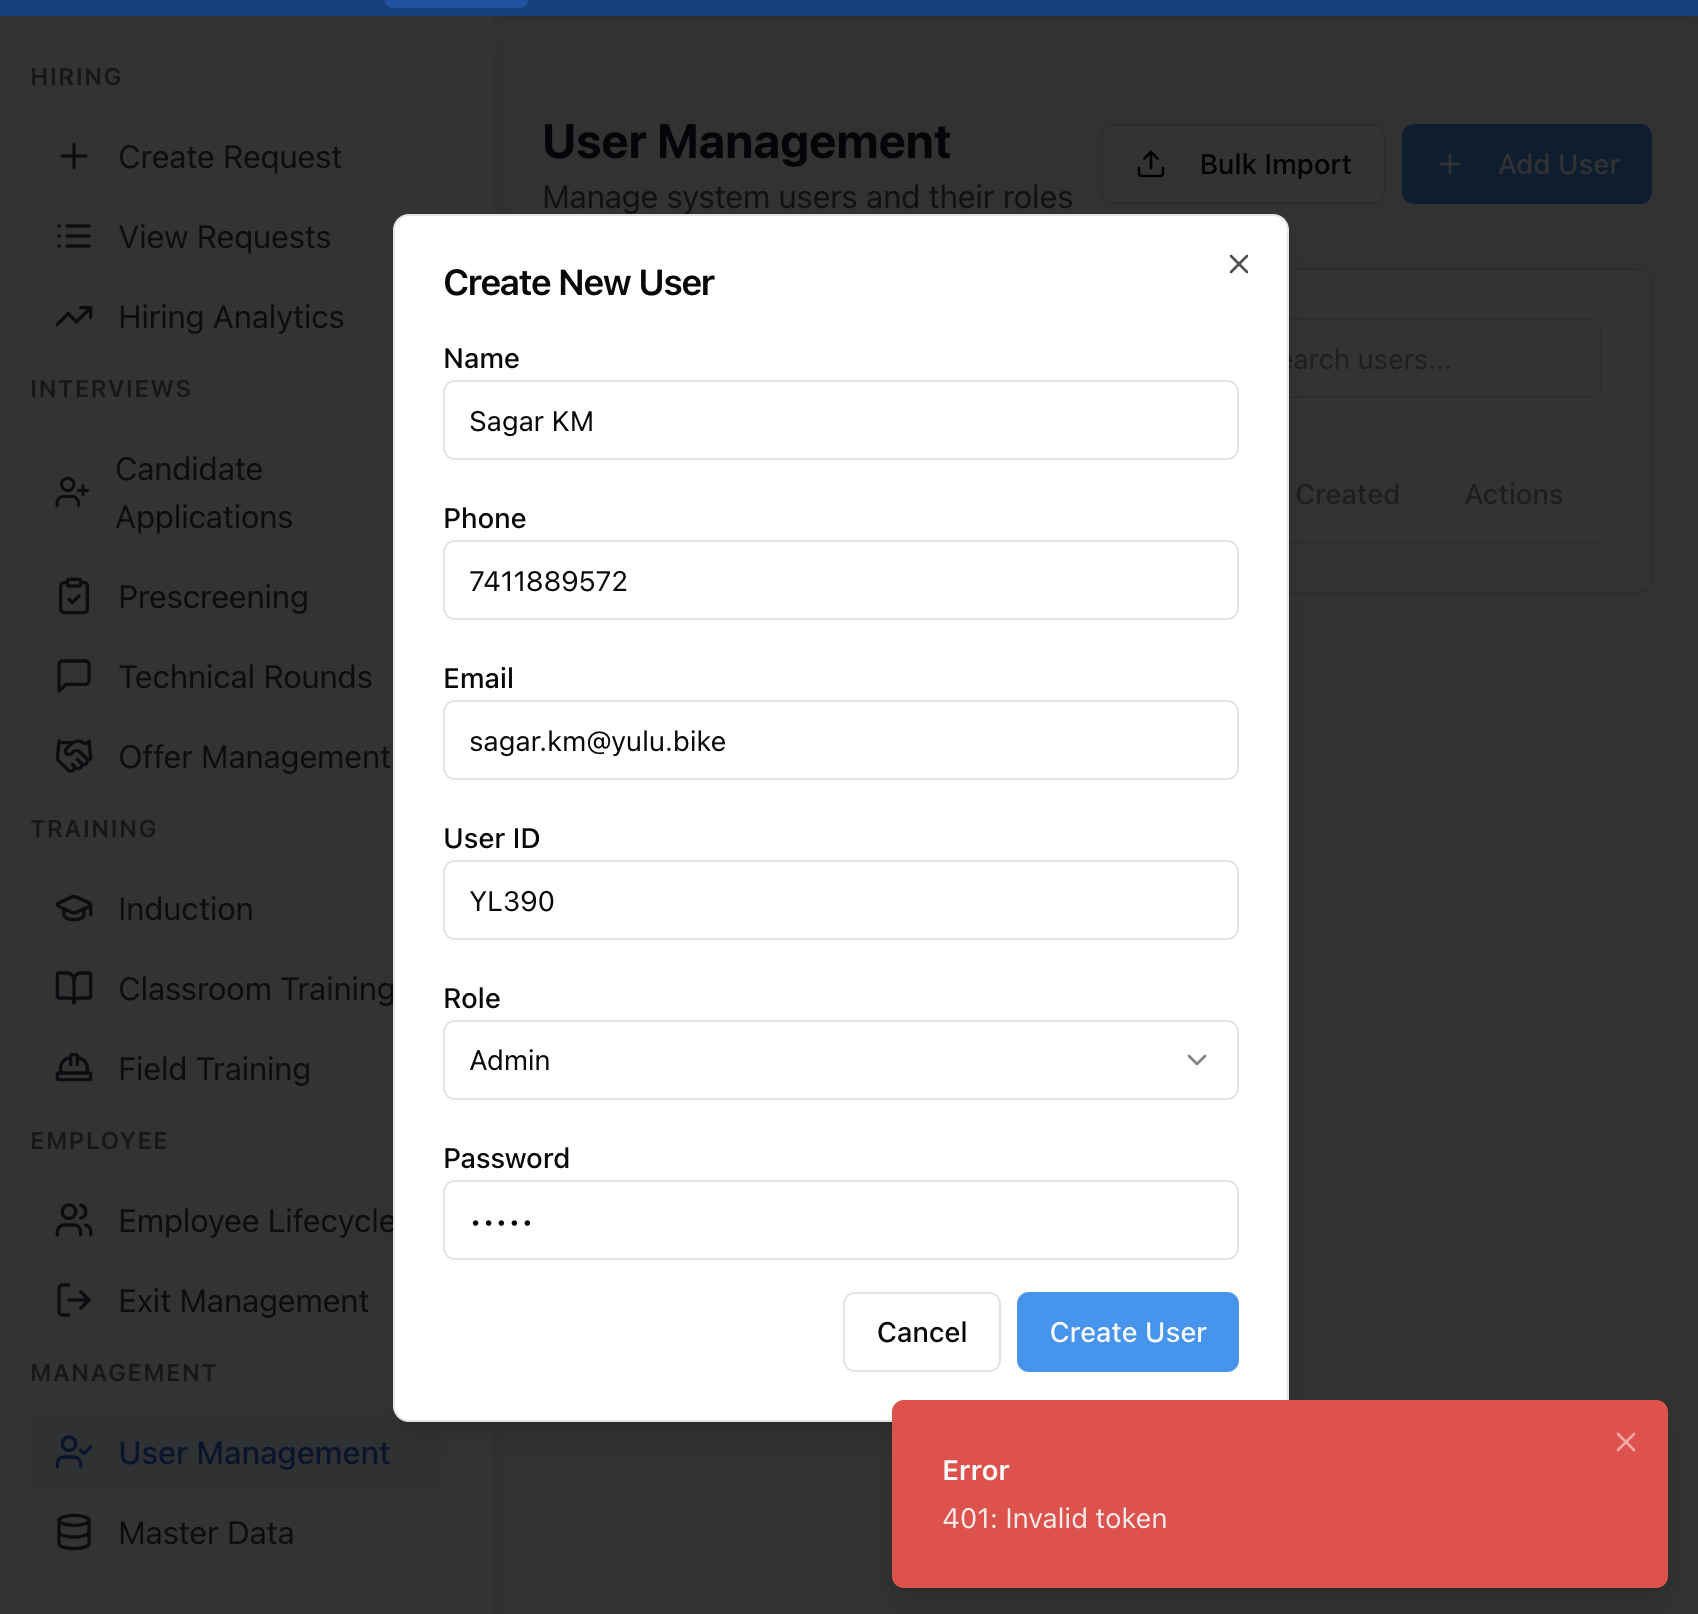 HIRING
Create Request
View Requests
Hiring Analytics
INTERVIEWS
Candidate
Applications
Prescreening
Technical Rounds
Offer Management
TRAINING
Induction
Classroom Training
Field Training
EMPLOYEE
Employee Lifecycle
Exit Management
MANAGEMENT
User Management
Master Data
User Management
Manage system users and their roles
Bulk Import
Add User
earch users...
Created Actions
Create New User
Name
Sagar KM
Phone
7411889572
Email
sagar.km@yulu.bike
User ID
YL390
Role
Admin
Password
•••••
Cancel
Create User
Error
401: Invalid token